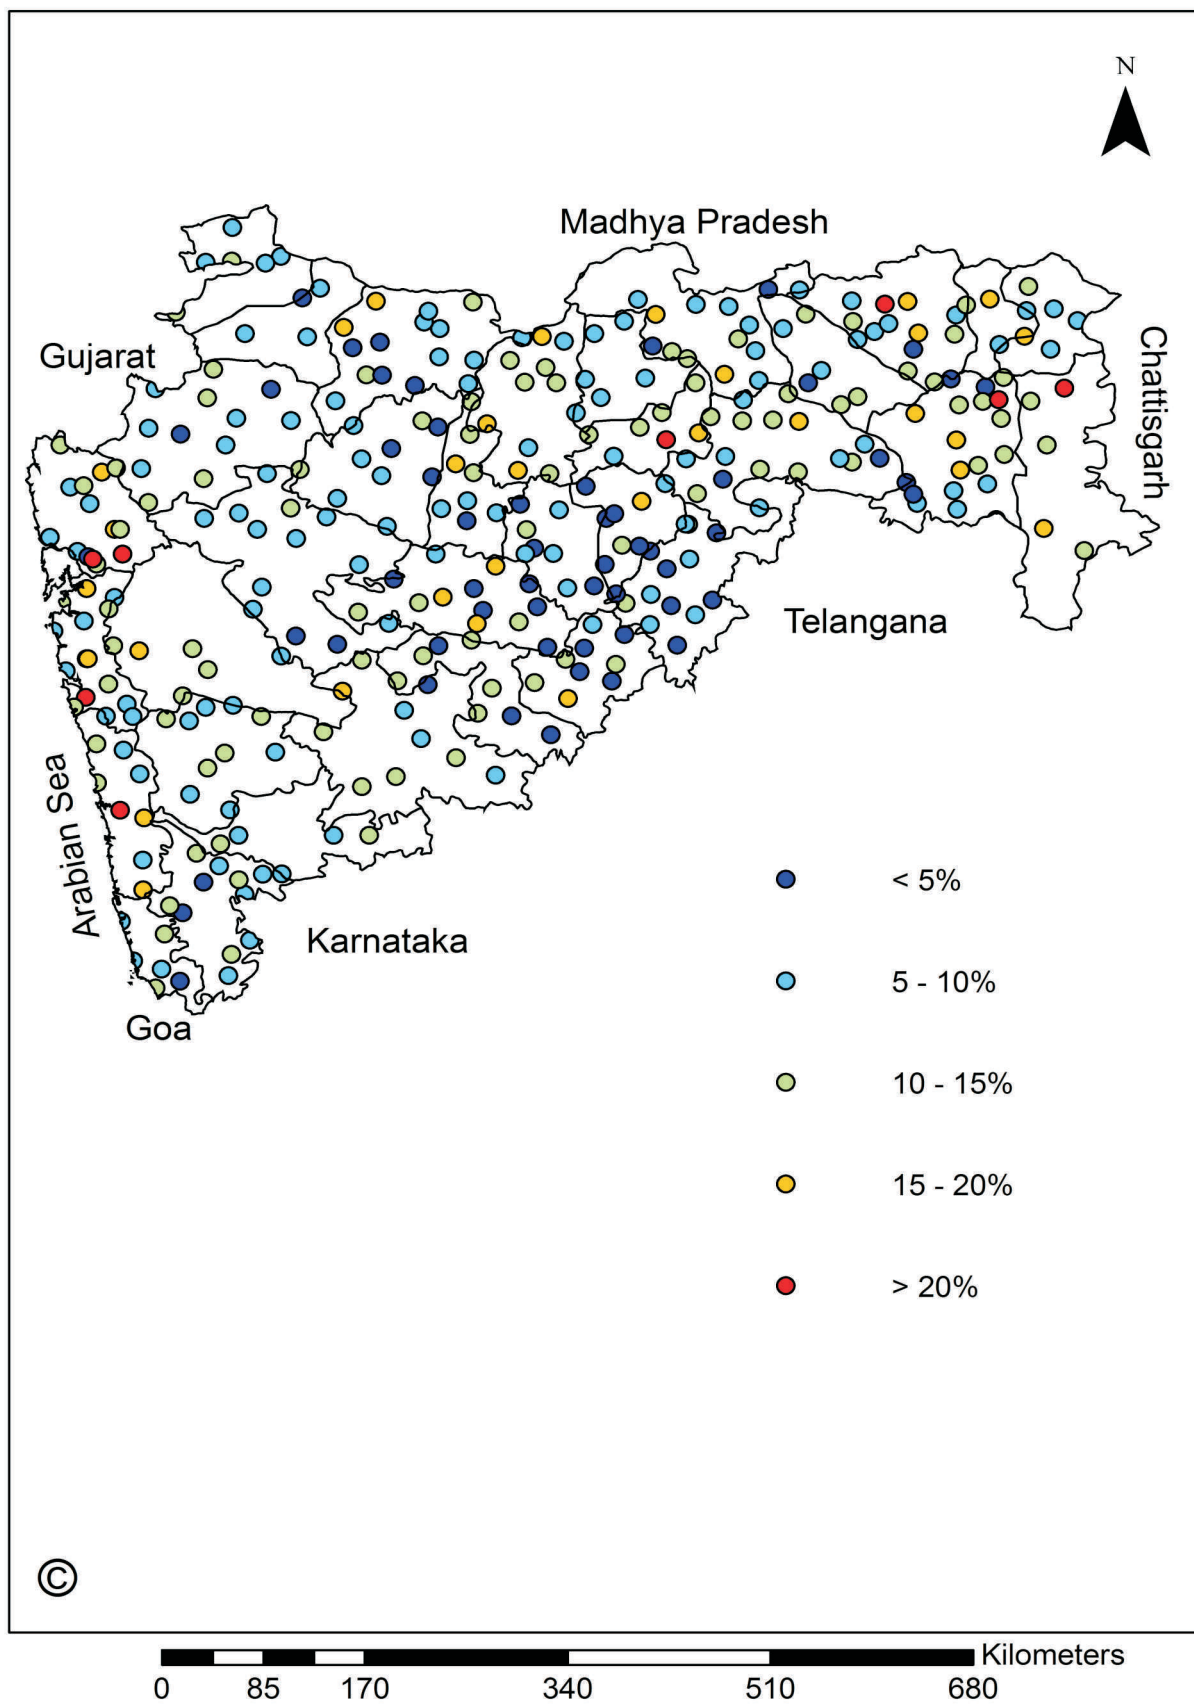 N
Madhya Pradesh
Gujarat
Chattisgarh
Telangana
Arabian Sea
< 5%
Karnataka
5 - 10%
Goa
10 - 15%
15 - 20%
> 20%
©
Kilometers
0 85 170 340 510 680